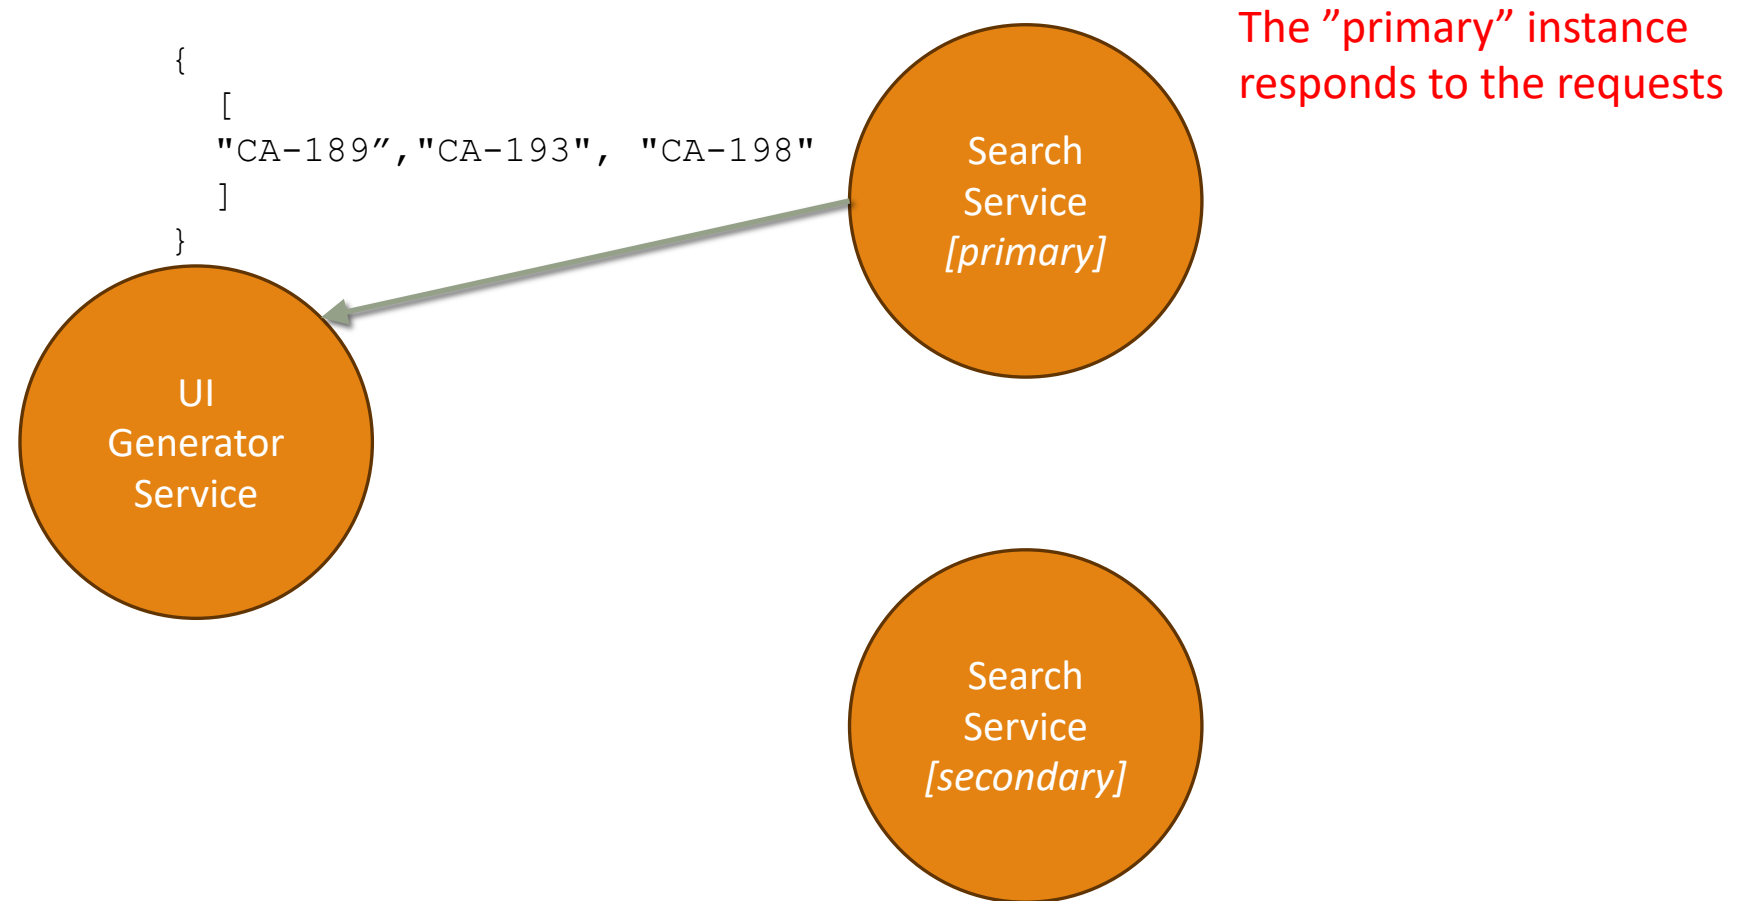 The ”primary” instance
responds to the requests
{
[
"CA-189”,"CA-193", "CA-198"
]
}
Search
Service
[primary]
UI
Generator
Service
Search
Service
[secondary]